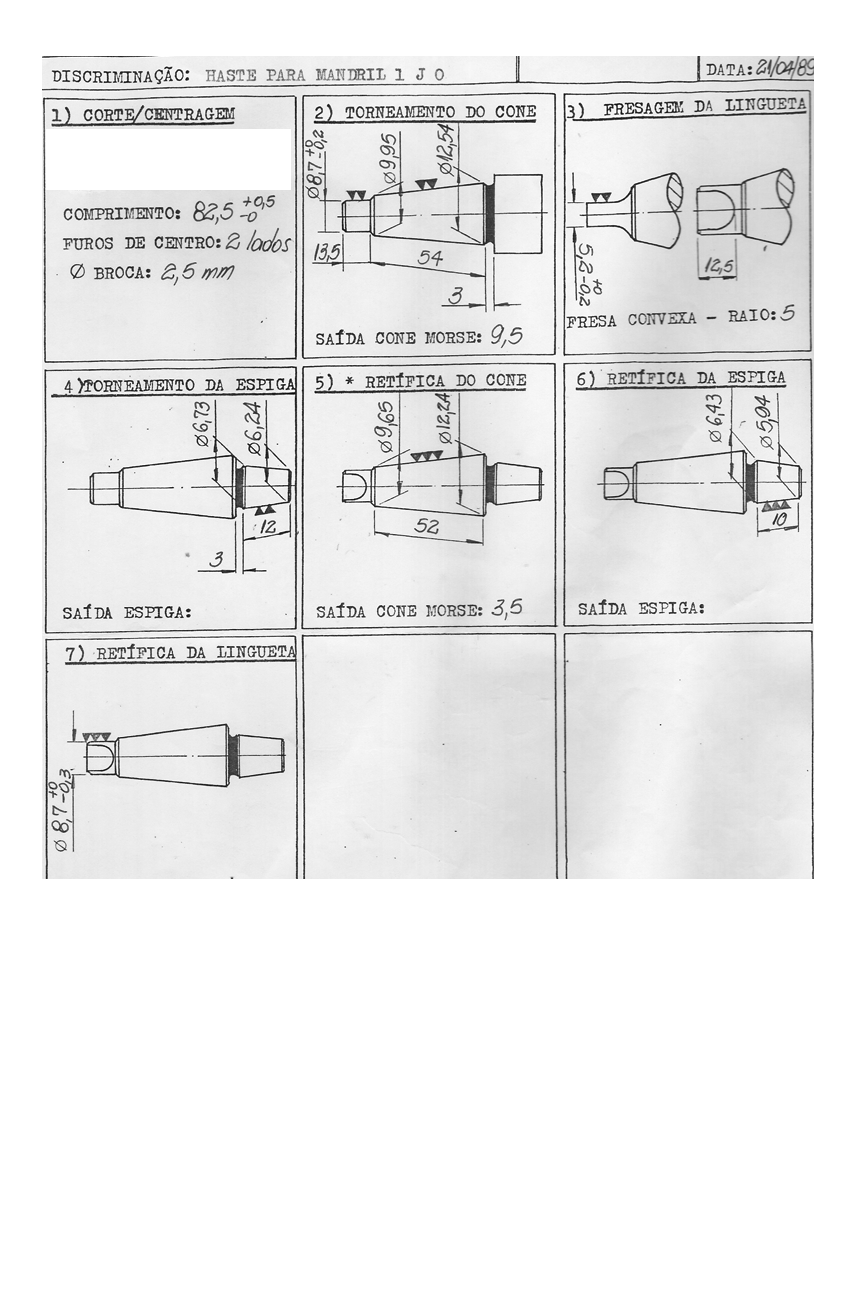 DISCRIMINAÇÃO: HASTE PARA MANDRIL 1 J 0
DATA: 21/04/89
1) CORTE/CENTRAGEM
COMPRIMENTO: 82,5 +0,5 -0
FUROS DE CENTRO: 2 lados
Ø BROCA: 2,5 mm
2) TORNEAMENTO DO CONE
Ø8,7 +0 -0,2
Ø9,95
Ø12,54
13,5
54
3
SAÍDA CONE MORSE: 9,5
3) FRESAGEM DA LINGUETA
5,2 +0 -0,2
12,5
FRESA CONVEXA - RAIO: 5
4) TORNEAMENTO DA ESPIGA
Ø6,73
Ø6,24
12
3
SAÍDA ESPIGA:
5) * RETÍFICA DO CONE
Ø9,65
Ø12,24
52
SAÍDA CONE MORSE: 3,5
6) RETÍFICA DA ESPIGA
Ø6,43
Ø5,94
10
SAÍDA ESPIGA:
7) RETÍFICA DA LINGUETA
Ø 8,7 +0 -0,3